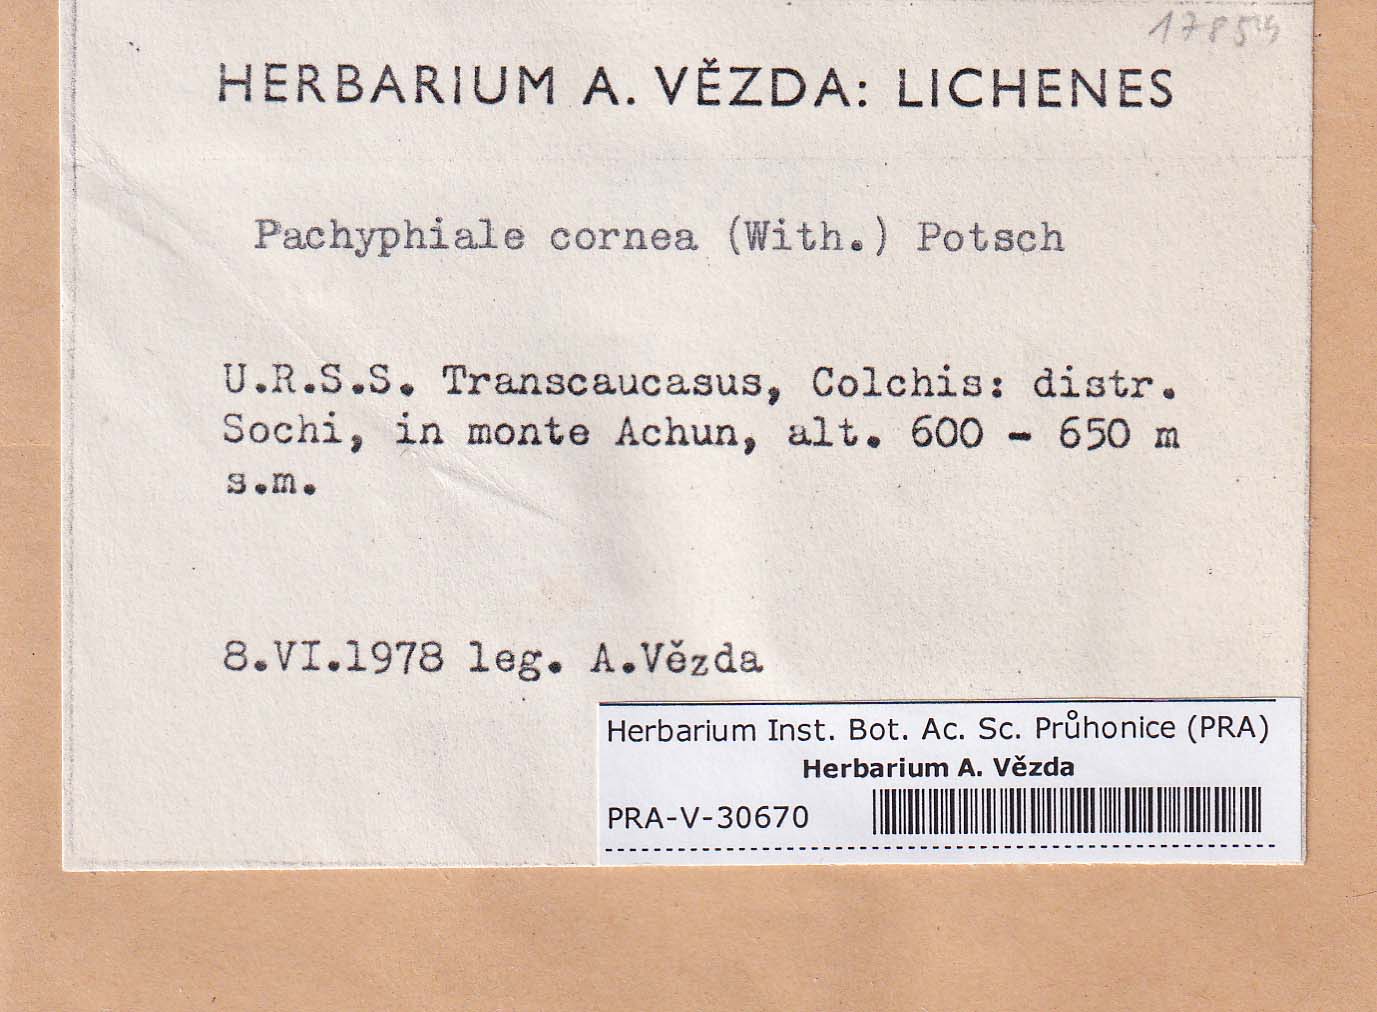 HERBARIUM A. VĚZDA: LICHENES
Pachyphiale cornea (With.) Potsch
U.R.S.S. Transcaucasus, Colchis: distr.
Sochi, in monte Achun, alt. 600 - 650 m
s.m.
8.VI.1978 leg. A.Vězda
Herbarium Inst. Bot. Ac. Sc. Průhonice (PRA)
Herbarium A. Vězda
PRA-V-30670